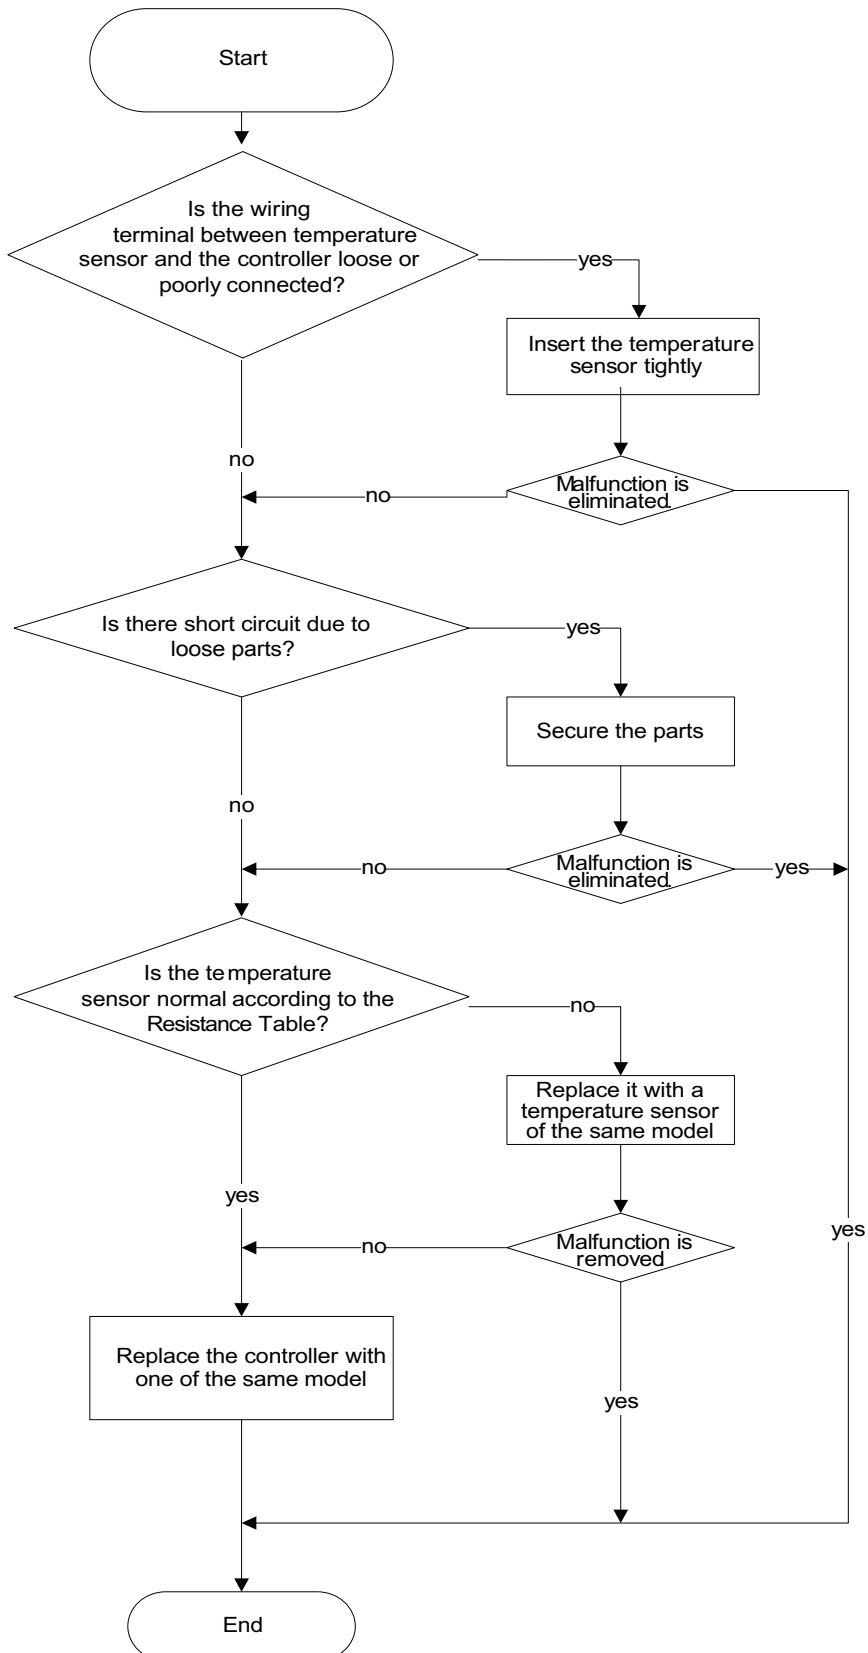 Start
Is the wiring
terminal between temperature
sensor and the controller loose or
poorly connected?
yes
Insert the temperature
sensor tightly
no
Malfunction is
eliminated.
no
Is there short circuit due to
loose parts?
yes
Secure the parts
no
Malfunction is
eliminated.
no
yes
Is the temperature
sensor normal according to the
Resistance Table?
no
Replace it with a
temperature sensor
of the same model
yes
yes
Malfunction is
removed
no
Replace the controller with
one of the same model
yes
End